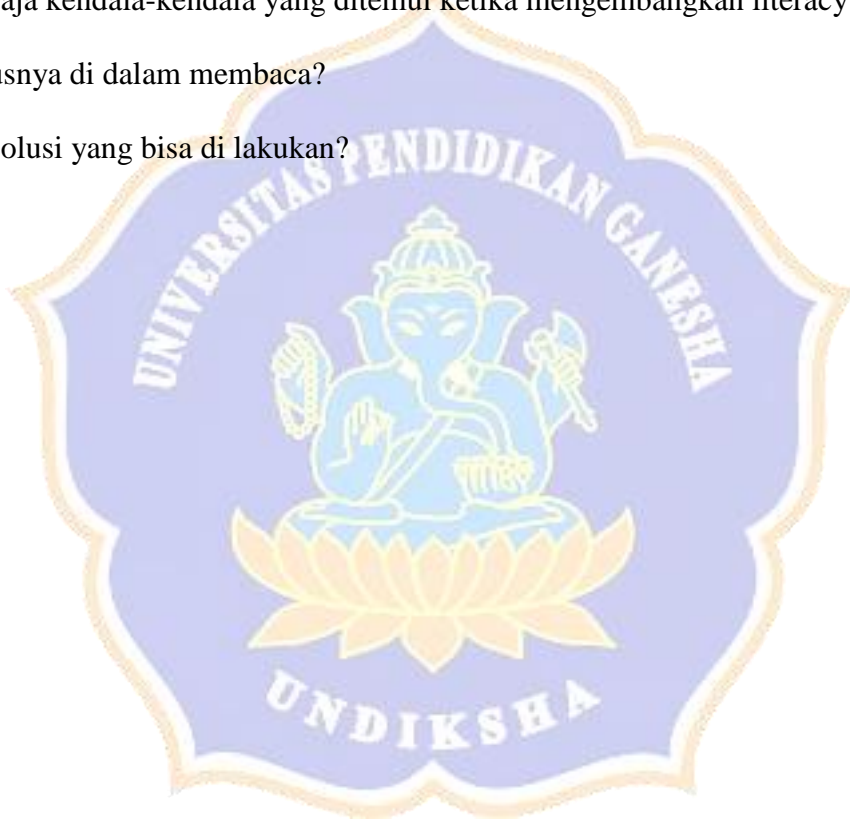 aja kendala-kendala yang ditemui ketika mengembangkan literacy
usnya di dalam membaca?
olusi yang bisa di lakukan?
UNIVERSITAS PENDIDIKAN GANESHA
UNDIKSHA